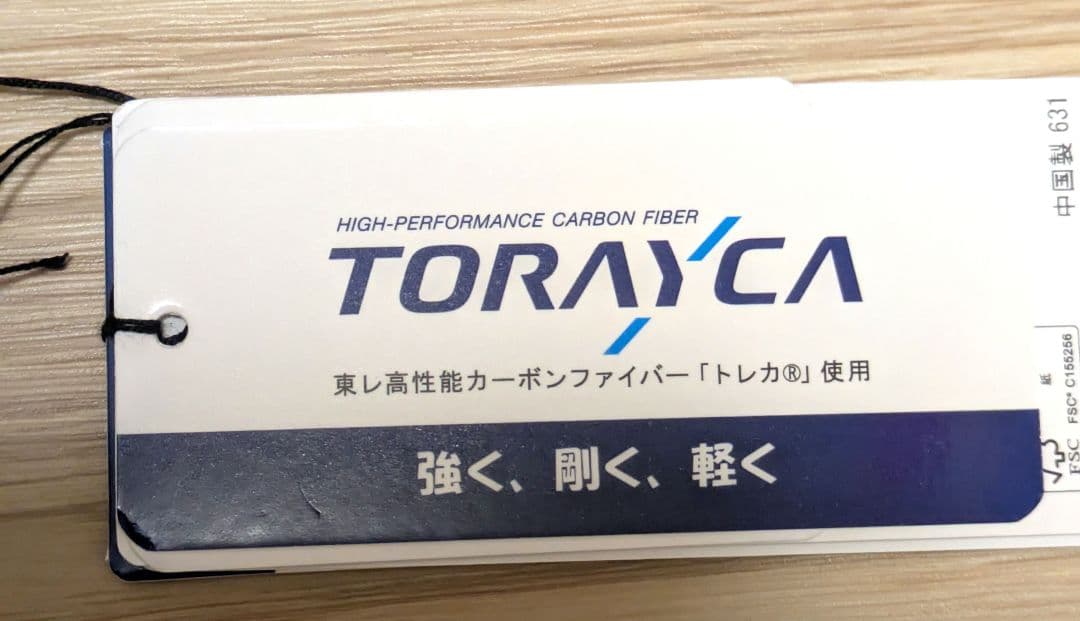 HIGH-PERFORMANCE CARBON FIBER
TORAYCA
東レ高性能カーボンファイバー「トレカ®」使用
強く、剛く、軽く
中国製 631
紙
FSC® C155256
FSC